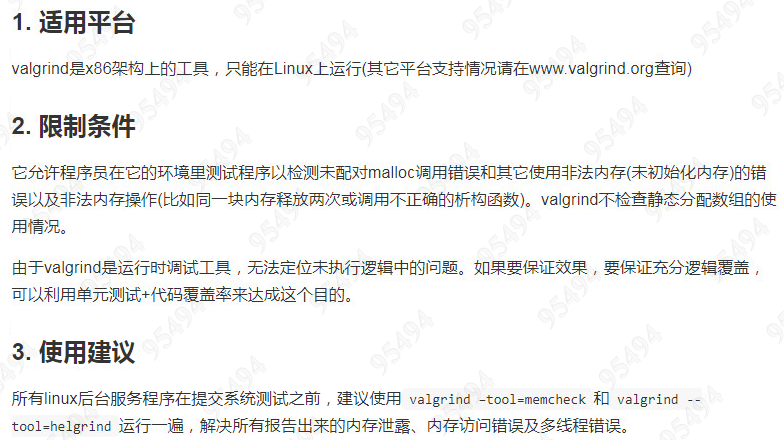 1. 适用平台
valgrind是x86架构上的工具，只能在Linux上运行(其它平台支持情况请在www.valgrind.org查询)
2. 限制条件
它允许程序员在它的环境里测试程序以检测未配对malloc调用错误和其它使用非法内存(未初始化内存)的错
误以及非法内存操作(比如同一块内存释放两次或调用不正确的析构函数)。valgrind不检查静态分配数组的使
用情况。
由于valgrind是运行时调试工具，无法定位未执行逻辑中的问题。如果要保证效果，要保证充分逻辑覆盖，
可以利用单元测试+代码覆盖率来达成这个目的。
3. 使用建议
所有linux后台服务程序在提交系统测试之前，建议使用 valgrind –tool=memcheck 和 valgrind --
tool=helgrind 运行一遍，解决所有报告出来的内存泄露、内存访问错误及多线程错误。
95494